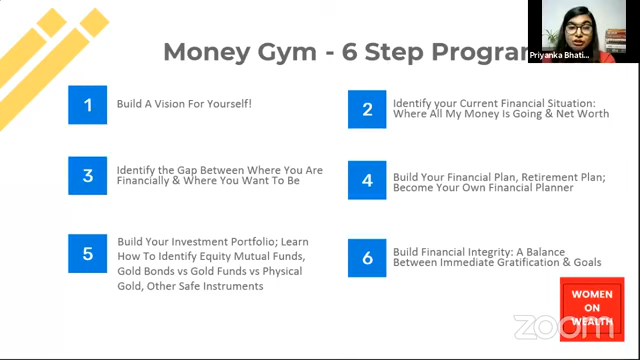 Money Gym - 6 Step Progra
Priyanka Bhati...
1
Build A Vision For Yourself!
2
Identify your Current Financial Situation:
Where All My Money Is Going & Net Worth
3
Identify the Gap Between Where You Are
Financially & Where You Want To Be
4
Build Your Financial Plan, Retirement Plan;
Become Your Own Financial Planner
5
Build Your Investment Portfolio; Learn
How To Identify Equity Mutual Funds,
Gold Bonds vs Gold Funds vs Physical
Gold, Other Safe Instruments
6
Build Financial Integrity: A Balance
Between Immediate Gratification & Goals
WOMEN
ON
WEALTH
zoom